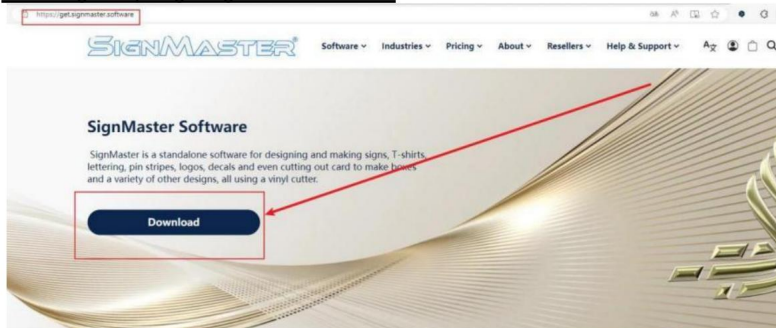 https://get.signmaster.software
SIGNMASTER®
Software Industries Pricing About Resellers Help & Support
SignMaster Software
SignMaster is a standalone software for designing and making signs, T-shirts,
lettering, pin stripes, logos, decals and even cutting out card to make boxes
and a variety of other designs, all using a vinyl cutter.
Download